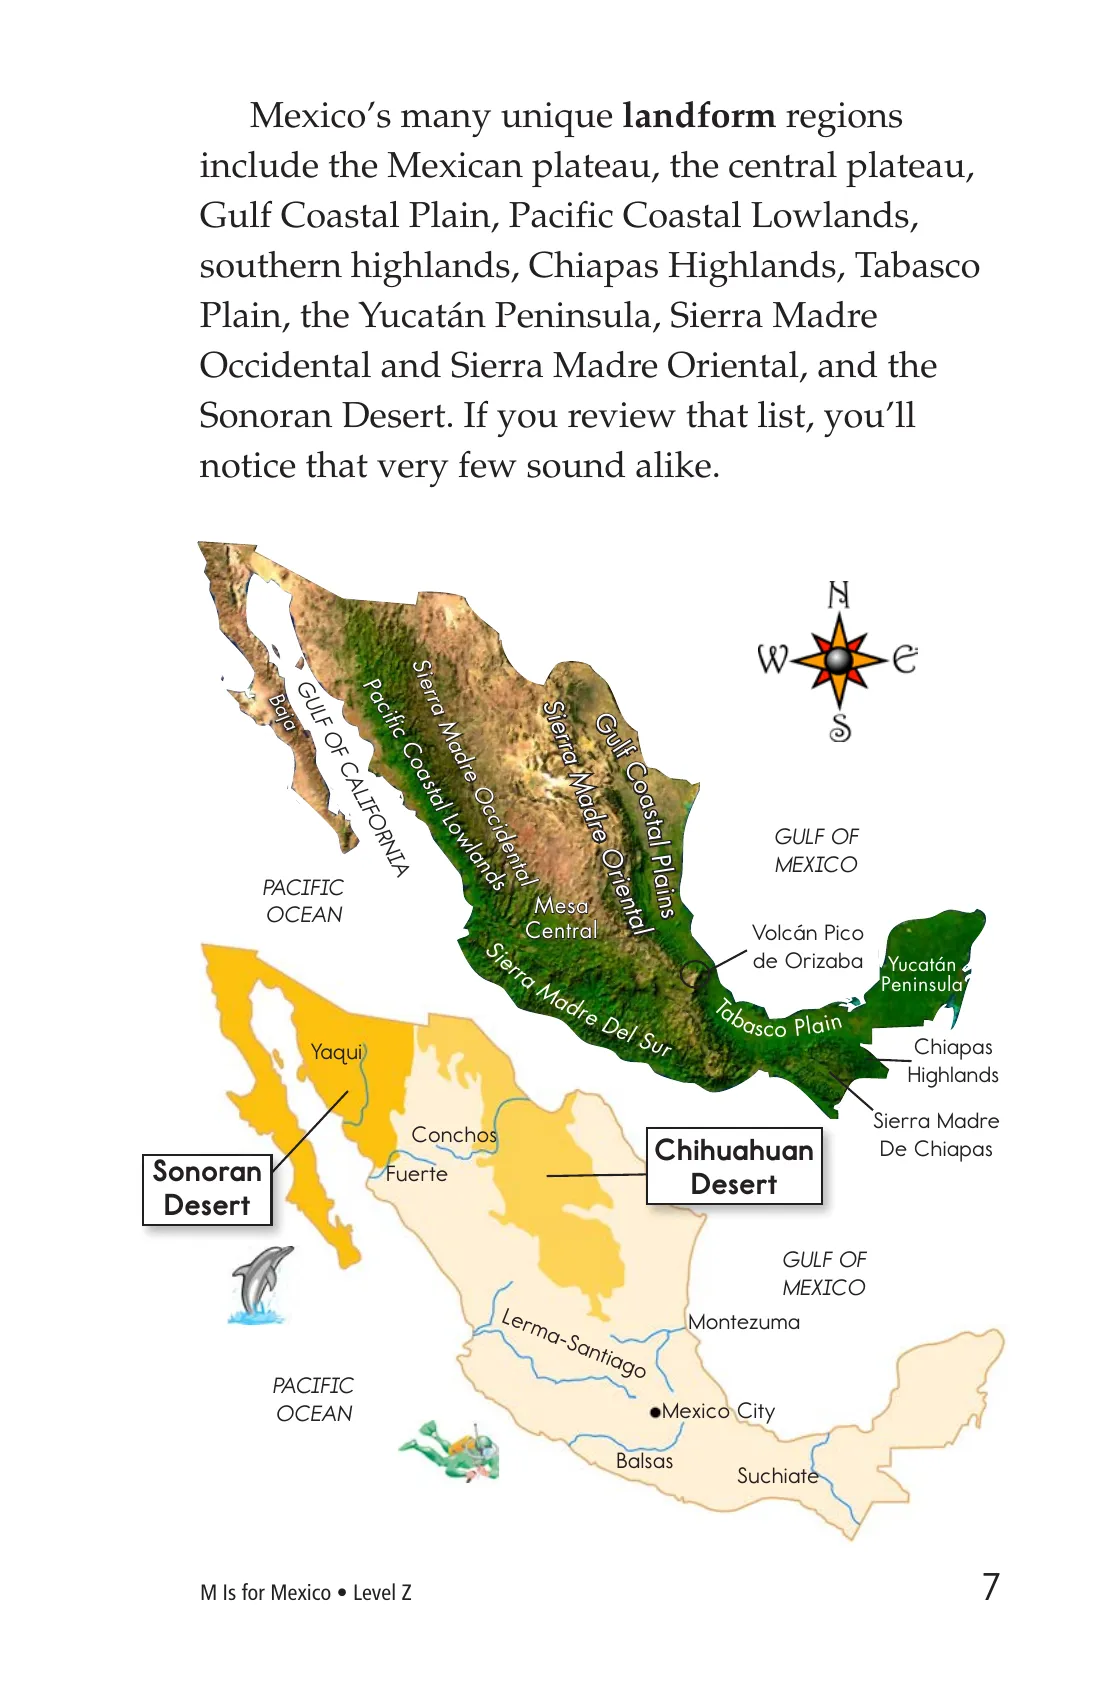 Mexico’s many unique landform regions
include the Mexican plateau, the central plateau,
Gulf Coastal Plain, Pacific Coastal Lowlands,
southern highlands, Chiapas Highlands, Tabasco
Plain, the Yucatán Peninsula, Sierra Madre
Occidental and Sierra Madre Oriental, and the
Sonoran Desert. If you review that list, you’ll
notice that very few sound alike.
N
W
E
S
Baja
GULF OF CALIFORNIA
Pacific Coastal Lowlands
Sierra Madre Occidental
Sierra Madre Oriental
Gulf Coastal Plains
GULF OF
MEXICO
PACIFIC
OCEAN
Mesa
Central
Volcán Pico
de Orizaba
Yucatán
Peninsula
Sierra Madre Del Sur
Tabasco Plain
Chiapas
Highlands
Sierra Madre
De Chiapas
Yaqui
Conchos
Fuerte
Sonoran
Desert
Chihuahuan
Desert
GULF OF
MEXICO
Montezuma
Lerma-Santiago
PACIFIC
OCEAN
Mexico City
Balsas
Suchiate
M Is for Mexico • Level Z
7